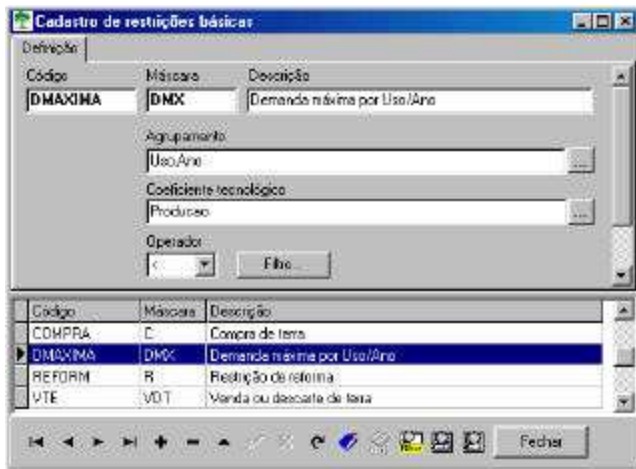 Cadastro de restrições básicas
Definição
Código Máscara Descrição
DMAXIMA DMX Demanda máxima por Uso/Ano
Agrupamento
Uso,Ano
...
Coeficiente tecnológico
Producao
...
Operador
< Filtro...
Código Máscara Descrição
COMPRA C Compra de terra
DMAXIMA DMX Demanda máxima por Uso/Ano
REFORM R Restrição de reforma
VTE VDT Venda ou descarte de terra
Fechar